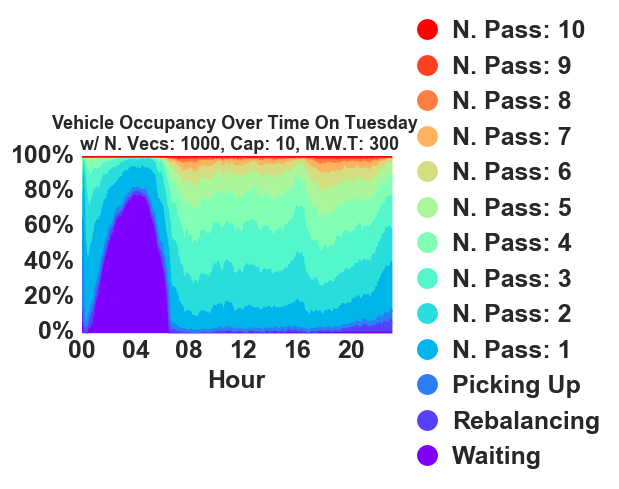 Vehicle Occupancy Over Time On Tuesday
w/ N. Vecs: 1000, Cap: 10, M.W.T: 300
100%
80%
60%
40%
20%
0%
00 04 08 12 16 20
Hour
N. Pass: 10
N. Pass: 9
N. Pass: 8
N. Pass: 7
N. Pass: 6
N. Pass: 5
N. Pass: 4
N. Pass: 3
N. Pass: 2
N. Pass: 1
Picking Up
Rebalancing
Waiting